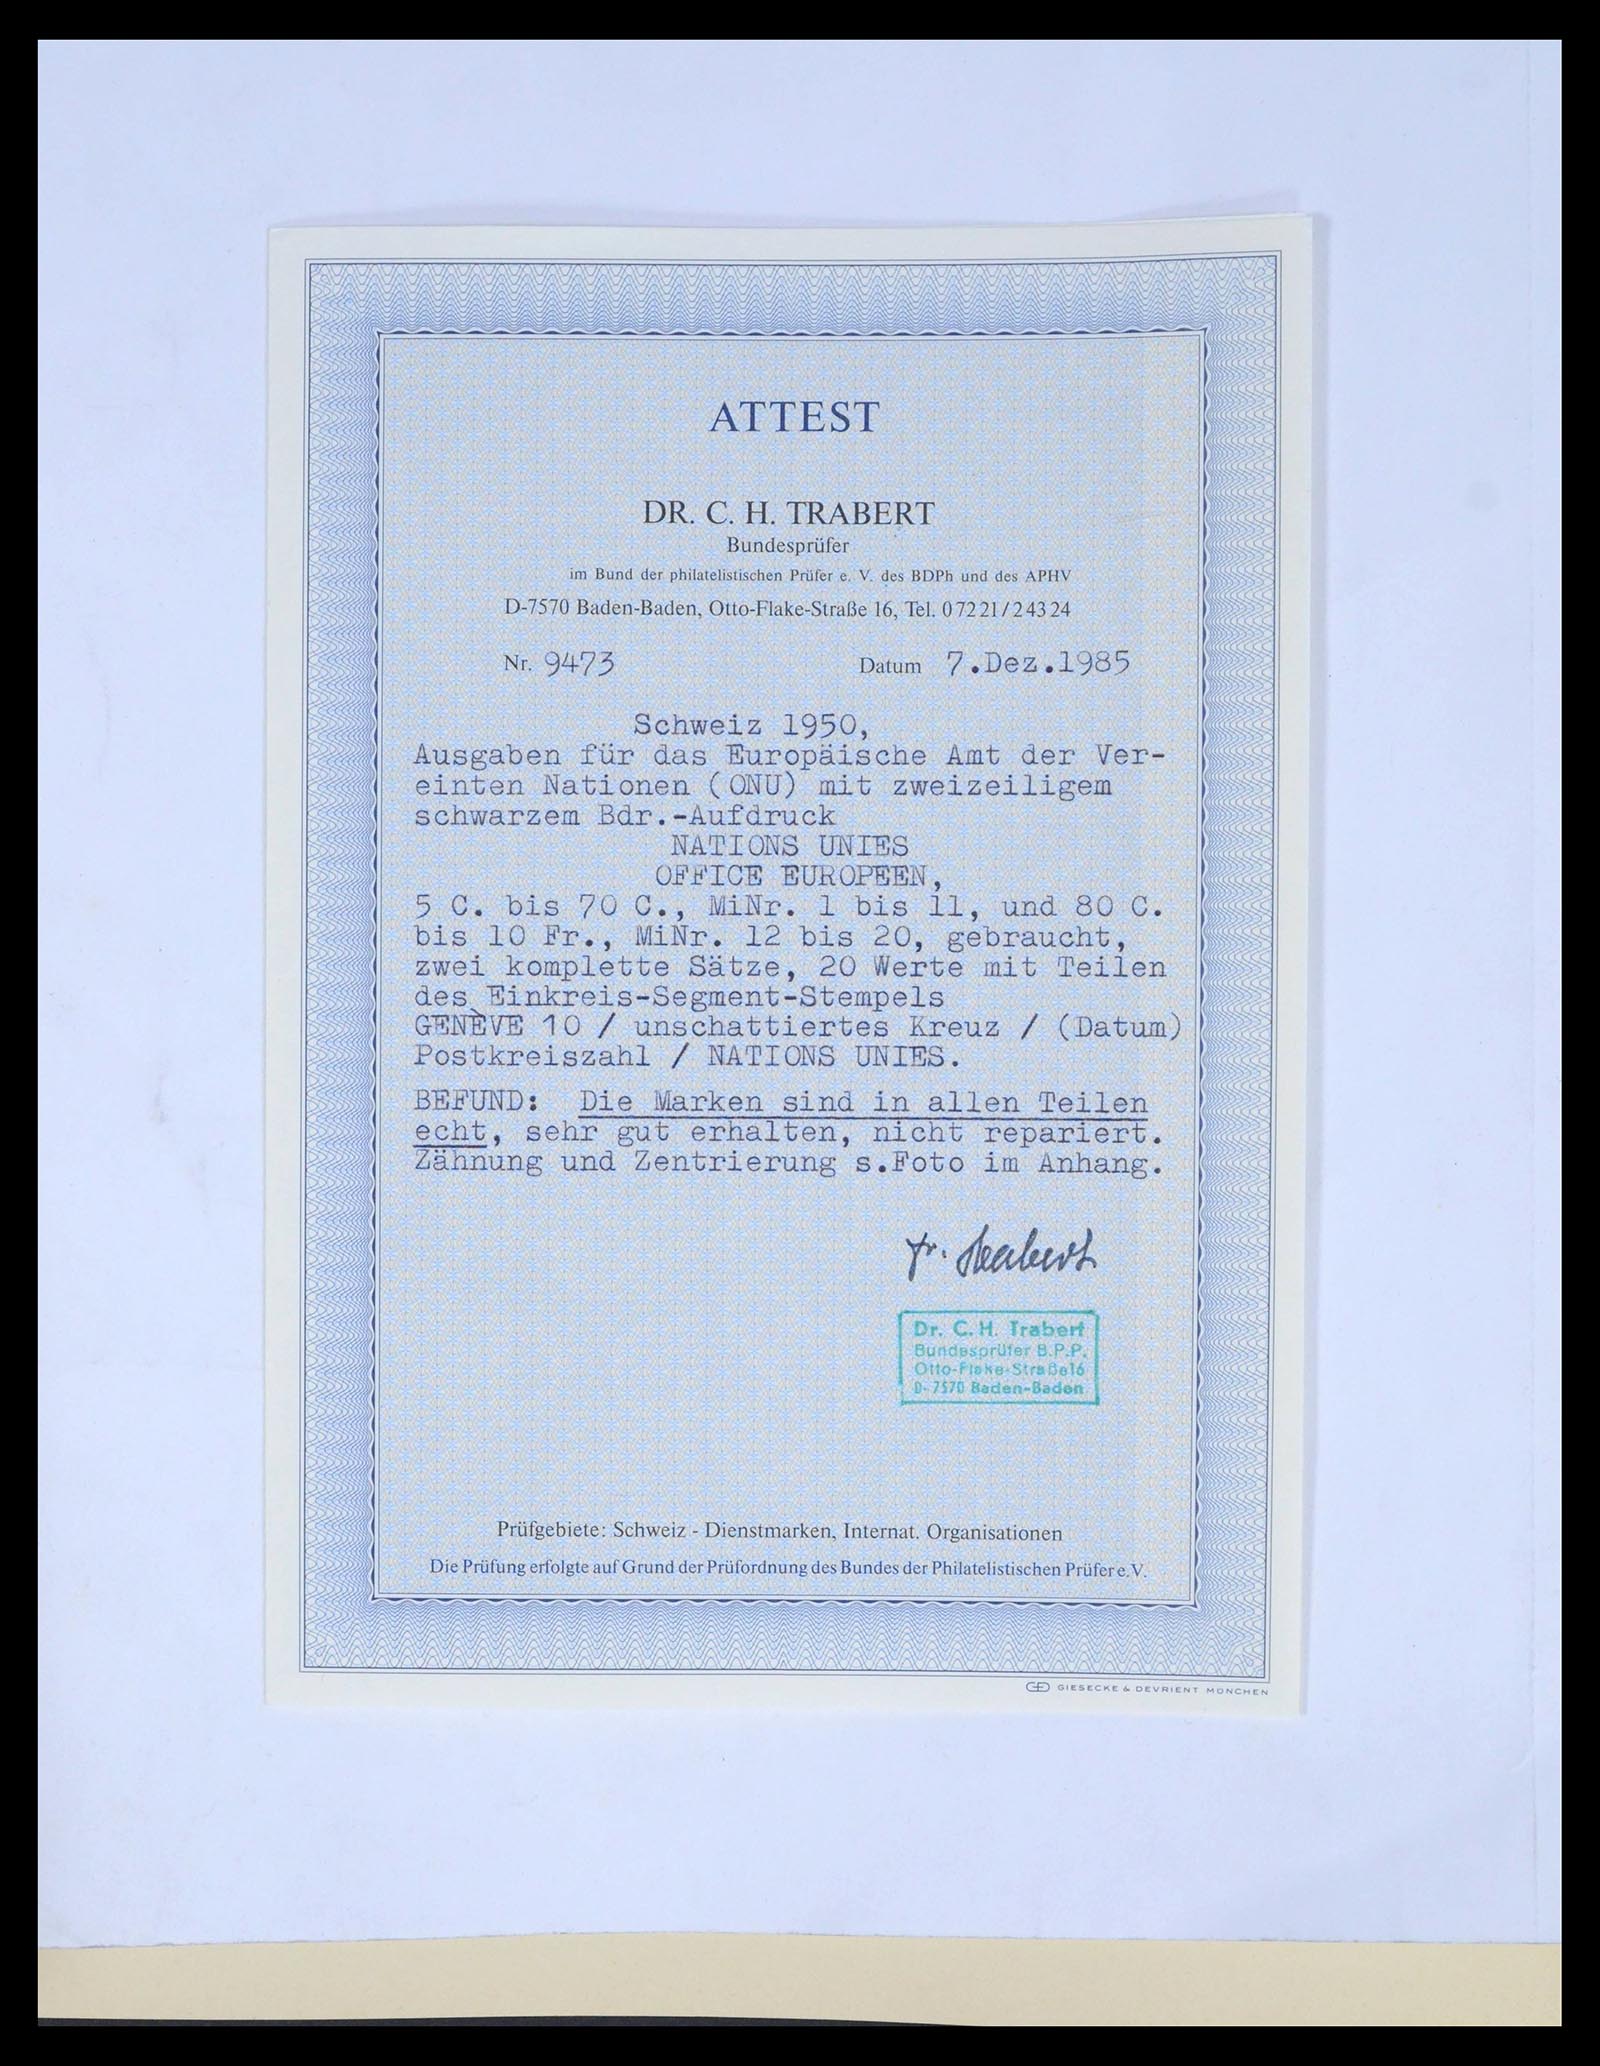 ATTEST
DR. C. H. TRABERT
Bundesprüfer
im Bund der philatelistischen Prüfer e. V. des BDPh und des APHV
D-7570 Baden-Baden, Otto-Flake-Straße 16, Tel. 07221/24324
Nr. 9473 Datum 7.Dez.1985
Schweiz 1950,
Ausgaben für das Europäische Amt der Ver-
einten Nationen (ONU) mit zweizeiligem
schwarzem Bdr.-Aufdruck
NATIONS UNIES
OFFICE EUROPEEN,
5 C. bis 70 C., MiNr. 1 bis 11, und 80 C.
bis 10 Fr., MiNr. 12 bis 20, gebraucht,
zwei komplette Sätze, 20 Werte mit Teilen
des Einkreis-Segment-Stempels
GENÈVE 10 / unschattiertes Kreuz / (Datum)
Postkreiszahl / NATIONS UNIES.
BEFUND: Die Marken sind in allen Teilen
echt, sehr gut erhalten, nicht repariert.
Zähnung und Zentrierung s.Foto im Anhang.
Dr. Trabert
Dr. C. H. Trabert
Bundesprüfer B.P.P.
Otto-Flake-Straße16
D-7570 Baden-Baden
Prüfgebiete: Schweiz - Dienstmarken, Internat. Organisationen
Die Prüfung erfolgte auf Grund der Prüfordnung des Bundes der Philatelistischen Prüfer e.V.
GIESECKE & DEVRIENT MÜNCHEN